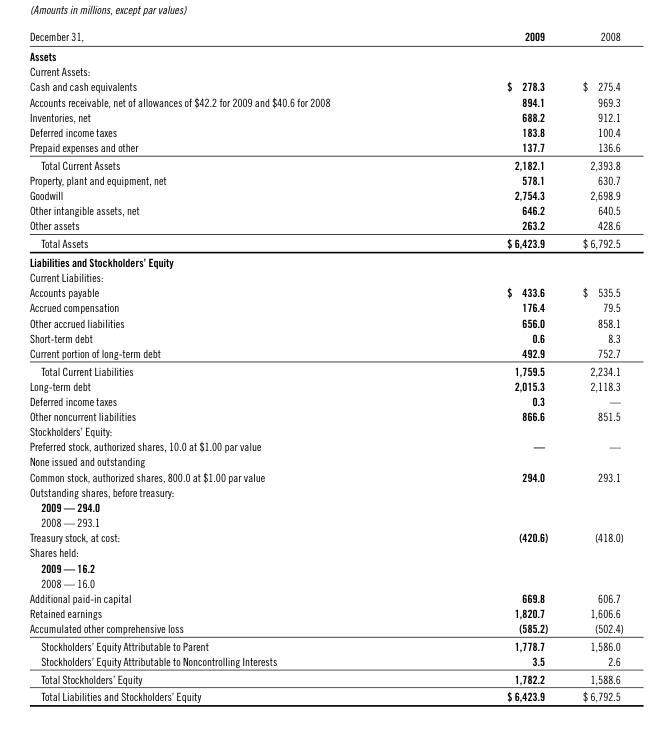 (Amounts in millions, except par values)
December 31, 2009 2008
Assets
Current Assets:
Cash and cash equivalents $ 278.3 $ 275.4
Accounts receivable, net of allowances of $42.2 for 2009 and $40.6 for 2008 894.1 969.3
Inventories, net 688.2 912.1
Deferred income taxes 183.8 100.4
Prepaid expenses and other 137.7 136.6
Total Current Assets 2,182.1 2,393.8
Property, plant and equipment, net 578.1 630.7
Goodwill 2,754.3 2,698.9
Other intangible assets, net 646.2 640.5
Other assets 263.2 428.6
Total Assets $ 6,423.9 $ 6,792.5
Liabilities and Stockholders' Equity
Current Liabilities:
Accounts payable $ 433.6 $ 535.5
Accrued compensation 176.4 79.5
Other accrued liabilities 656.0 858.1
Short-term debt 0.6 8.3
Current portion of long-term debt 492.9 752.7
Total Current Liabilities 1,759.5 2,234.1
Long-term debt 2,015.3 2,118.3
Deferred income taxes 0.3 —
Other noncurrent liabilities 866.6 851.5
Stockholders' Equity:
Preferred stock, authorized shares, 10.0 at $1.00 par value — —
None issued and outstanding
Common stock, authorized shares, 800.0 at $1.00 par value 294.0 293.1
Outstanding shares, before treasury:
2009 — 294.0
2008 — 293.1
Treasury stock, at cost: (420.6) (418.0)
Shares held:
2009 — 16.2
2008 — 16.0
Additional paid-in capital 669.8 606.7
Retained earnings 1,820.7 1,606.6
Accumulated other comprehensive loss (585.2) (502.4)
Stockholders' Equity Attributable to Parent 1,778.7 1,586.0
Stockholders' Equity Attributable to Noncontrolling Interests 3.5 2.6
Total Stockholders' Equity 1,782.2 1,588.6
Total Liabilities and Stockholders' Equity $ 6,423.9 $ 6,792.5